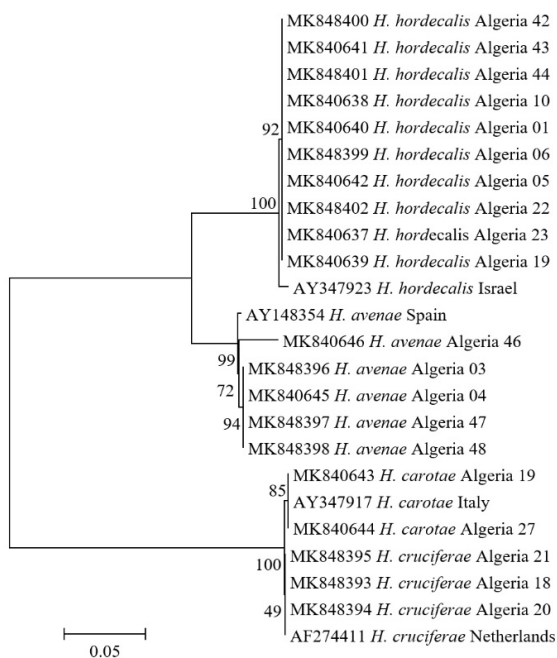 MK848400 H. hordecalis Algeria 42
MK840641 H. hordecalis Algeria 43
MK848401 H. hordecalis Algeria 44
MK840638 H. hordecalis Algeria 10
92
MK840640 H. hordecalis Algeria 01
MK848399 H. hordecalis Algeria 06
MK840642 H. hordecalis Algeria 05
100
MK848402 H. hordecalis Algeria 22
MK840637 H. hordecalis Algeria 23
MK840639 H. hordecalis Algeria 19
AY347923 H. hordecalis Israel
AY148354 H. avenae Spain
MK840646 H. avenae Algeria 46
99
MK848396 H. avenae Algeria 03
72
MK840645 H. avenae Algeria 04
94
MK848397 H. avenae Algeria 47
MK848398 H. avenae Algeria 48
MK840643 H. carotae Algeria 19
85
AY347917 H. carotae Italy
MK840644 H. carotae Algeria 27
MK848395 H. cruciferae Algeria 21
100
MK848393 H. cruciferae Algeria 18
MK848394 H. cruciferae Algeria 20
49
AF274411 H. cruciferae Netherlands
0.05